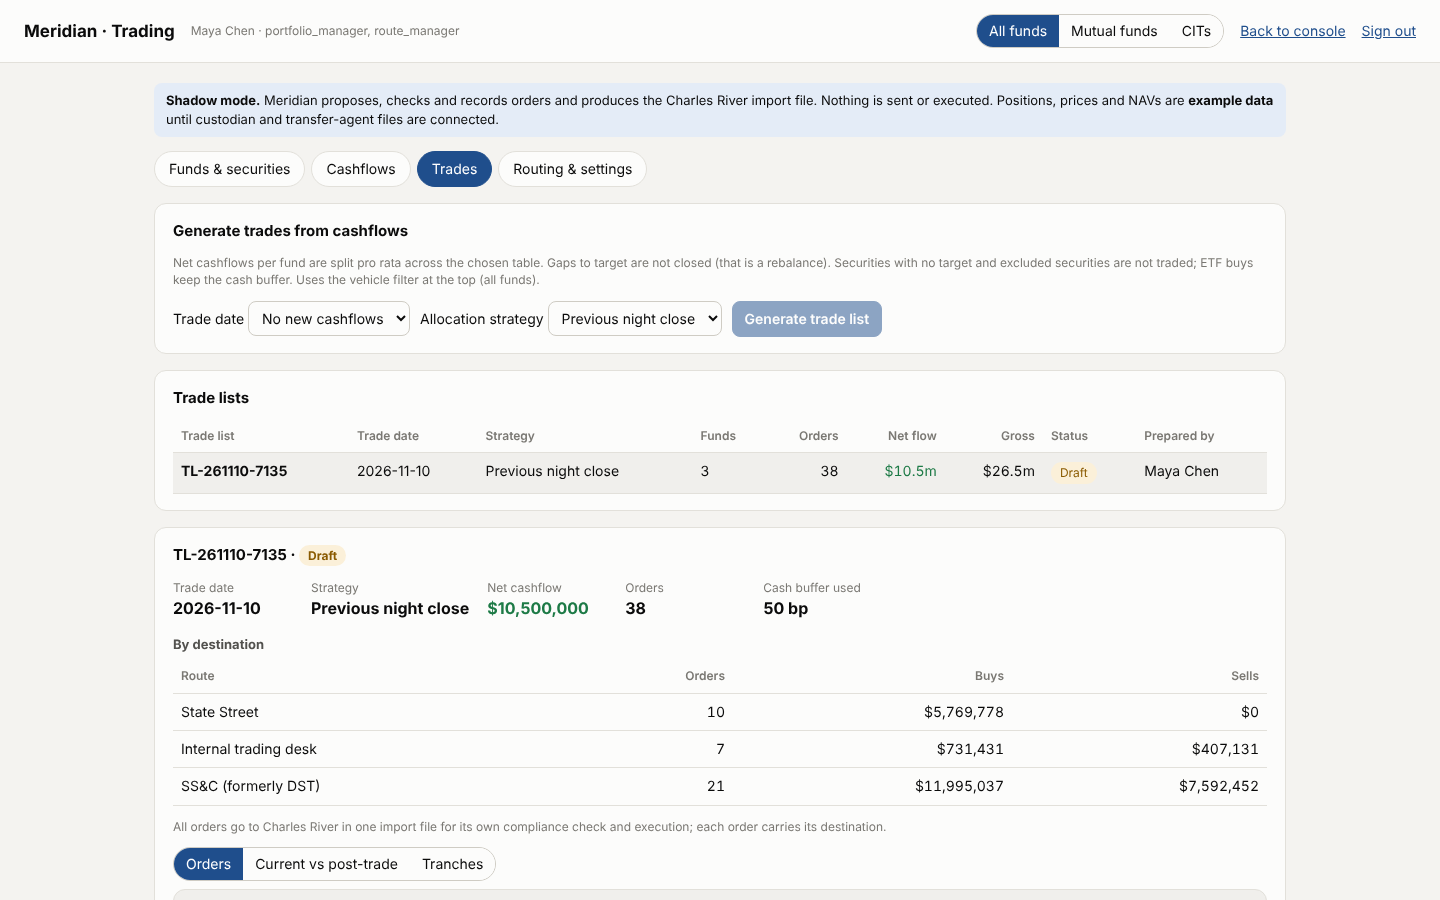 Meridian · Trading
Maya Chen · portfolio_manager, route_manager
All funds
Mutual funds
CITs
Back to console
Sign out
Shadow mode. Meridian proposes, checks and records orders and produces the Charles River import file. Nothing is sent or executed. Positions, prices and NAVs are example data
until custodian and transfer-agent files are connected.
Funds & securities
Cashflows
Trades
Routing & settings
Generate trades from cashflows
Net cashflows per fund are split pro rata across the chosen table. Gaps to target are not closed (that is a rebalance). Securities with no target and excluded securities are not traded; ETF buys
keep the cash buffer. Uses the vehicle filter at the top (all funds).
Trade date No new cashflows Allocation strategy Previous night close Generate trade list
Trade lists
Trade list Trade date Strategy Funds Orders Net flow Gross Status Prepared by
TL-261110-7135 2026-11-10 Previous night close 3 38 $10.5m $26.5m Draft Maya Chen
TL-261110-7135 · Draft
Trade date Strategy Net cashflow Orders Cash buffer used
2026-11-10 Previous night close $10,500,000 38 50 bp
By destination
Route Orders Buys Sells
State Street 10 $5,769,778 $0
Internal trading desk 7 $731,431 $407,131
SS&C (formerly DST) 21 $11,995,037 $7,592,452
All orders go to Charles River in one import file for its own compliance check and execution; each order carries its destination.
Orders
Current vs post-trade
Tranches